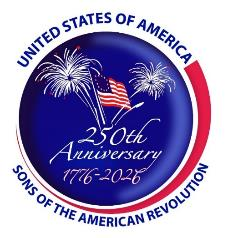 UNITED STATES OF AMERICA
250th
Anniversary
1776-2026
SONS OF THE AMERICAN REVOLUTION